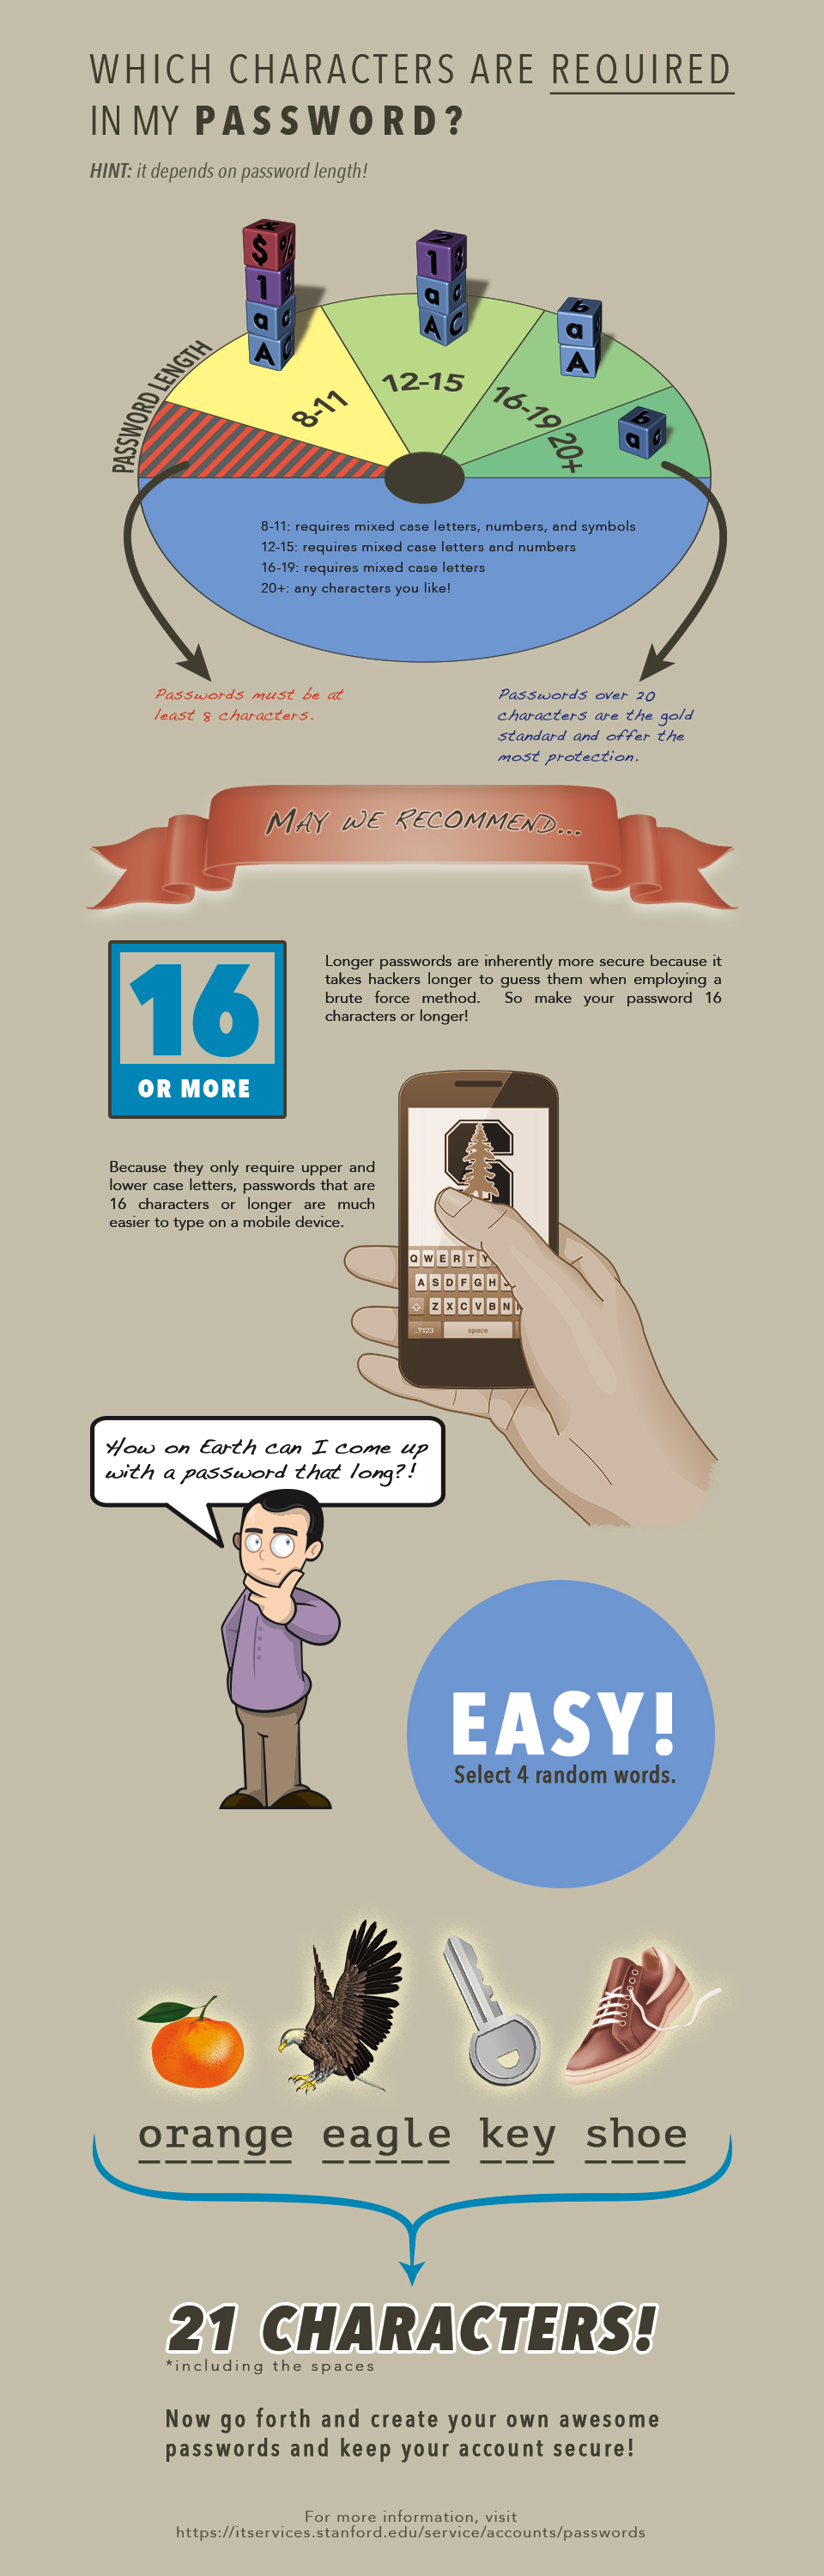 WHICH CHARACTERS ARE REQUIRED
IN MY PASSWORD?
HINT: it depends on password length!
& $ %
2
1 3
1 3
a c
b
a c
a
A C
A C
A
PASSWORD LENGTH
8-11
12-15
16-19
20+
b
a c
8-11: requires mixed case letters, numbers, and symbols
12-15: requires mixed case letters and numbers
16-19: requires mixed case letters
20+: any characters you like!
Passwords must be at
least 8 characters.
Passwords over 20
characters are the gold
standard and offer the
most protection.
MAY WE RECOMMEND...
16
OR MORE
Longer passwords are inherently more secure because it
takes hackers longer to guess them when employing a
brute force method. So make your password 16
characters or longer!
Because they only require upper and
lower case letters, passwords that are
16 characters or longer are much
easier to type on a mobile device.
S
Q W E R T Y
A S D F G H J
Z X C V B N
.?123 space
How on Earth can I come up
with a password that long?!
EASY!
Select 4 random words.
orange eagle key shoe
21 CHARACTERS!
*including the spaces
Now go forth and create your own awesome
passwords and keep your account secure!
For more information, visit
https://itservices.stanford.edu/service/accounts/passwords